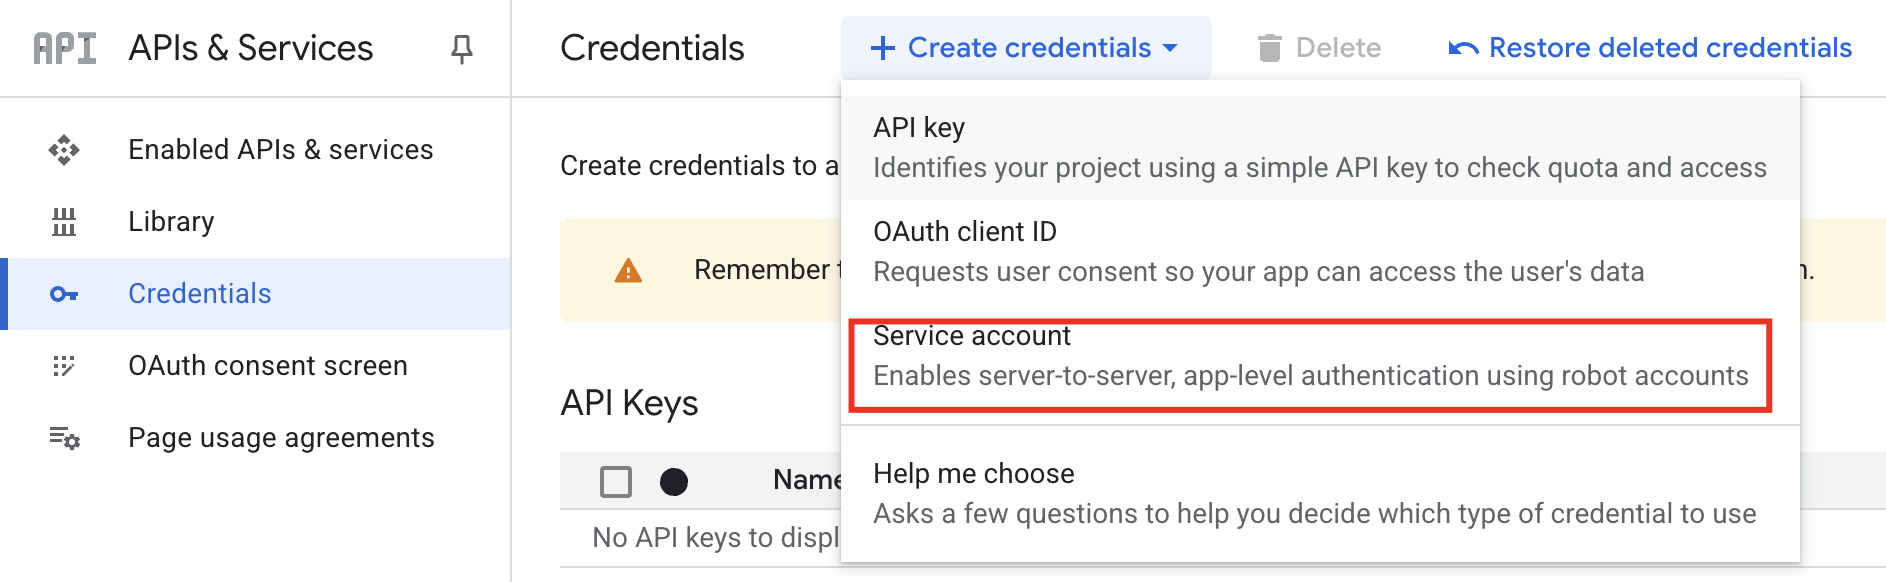 API APIs & Services
Credentials
Create credentials
Delete
Restore deleted credentials
Enabled APIs & services
Library
Credentials
OAuth consent screen
Page usage agreements
Create credentials to a
Remember
n.
API Keys
Name
No API keys to displ
API key
Identifies your project using a simple API key to check quota and access
OAuth client ID
Requests user consent so your app can access the user's data
Service account
Enables server-to-server, app-level authentication using robot accounts
Help me choose
Asks a few questions to help you decide which type of credential to use